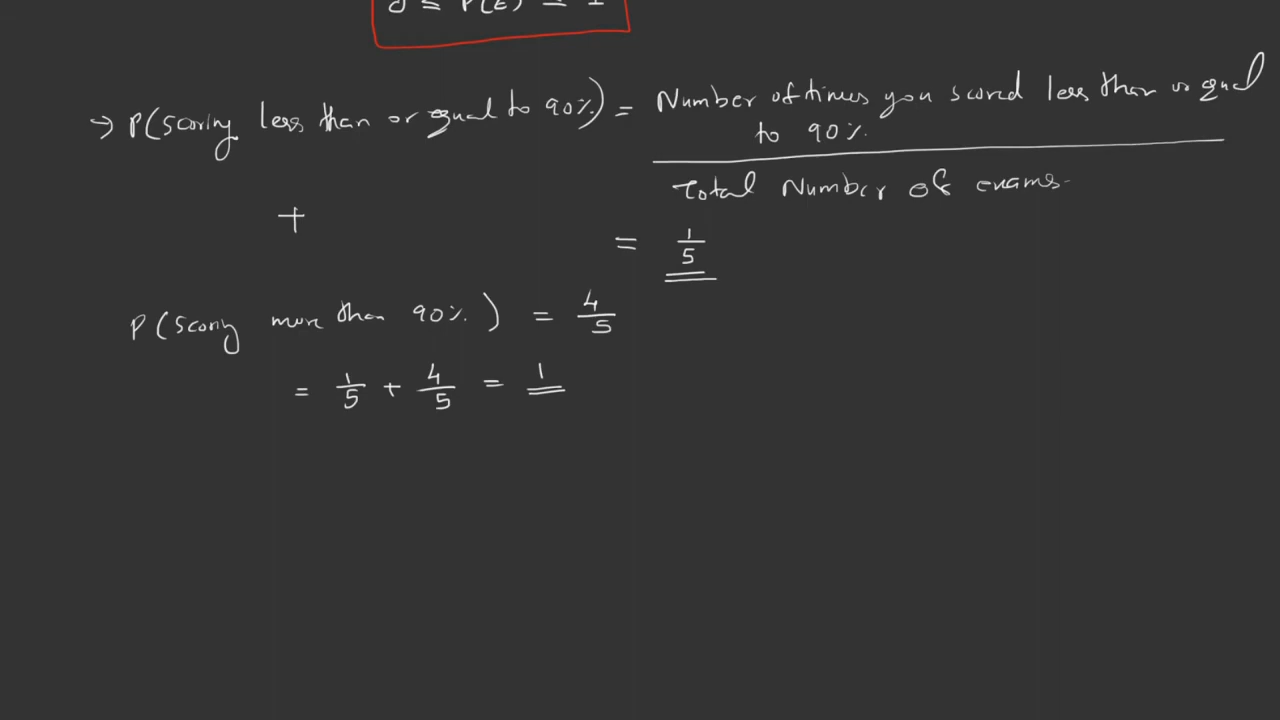 0 ≤ P(E) ≤ 1
→ P(Scoring less than or equal to 90%) = Number of times you scored less than or equal
to 90%
Total Number of exams
+
= 1/5
P(Scoring more than 90%) = 4/5
= 1/5 + 4/5 = 1